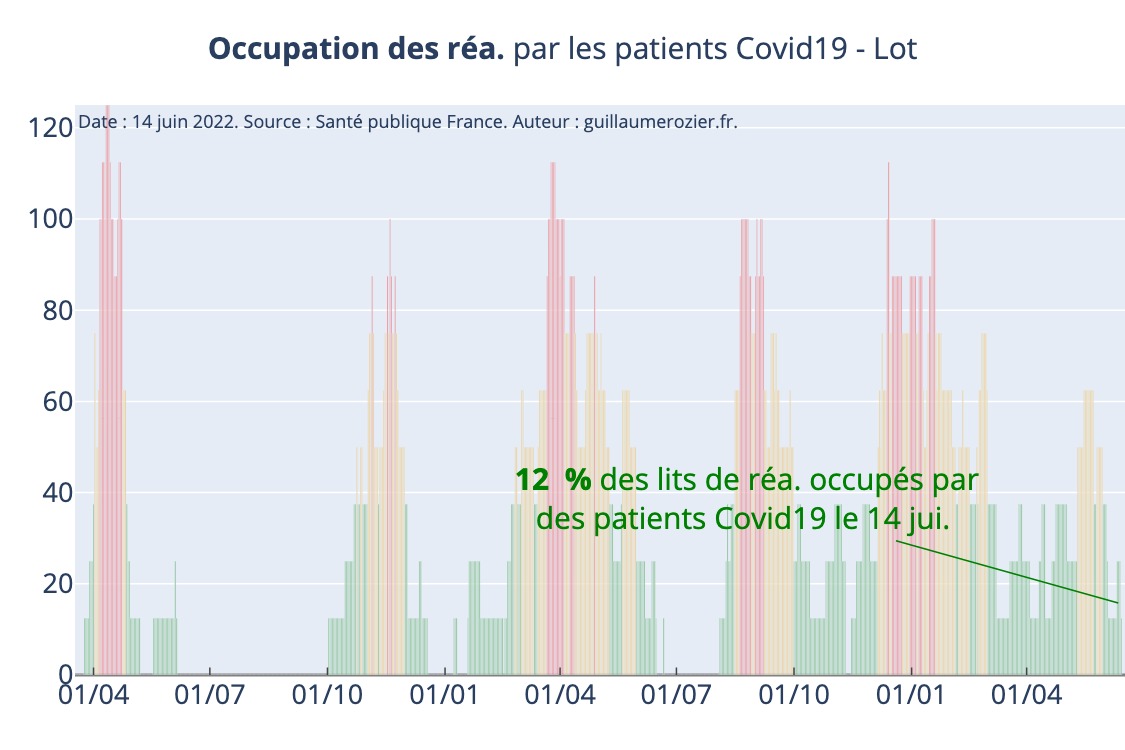 Occupation des réa. par les patients Covid19 - Lot
Date : 14 juin 2022. Source : Santé publique France. Auteur : guillaumerozier.fr.
120
100
80
60
40
20
0
12 % des lits de réa. occupés par
des patients Covid19 le 14 jui.
01/04 01/07 01/10 01/01 01/04 01/07 01/10 01/01 01/04